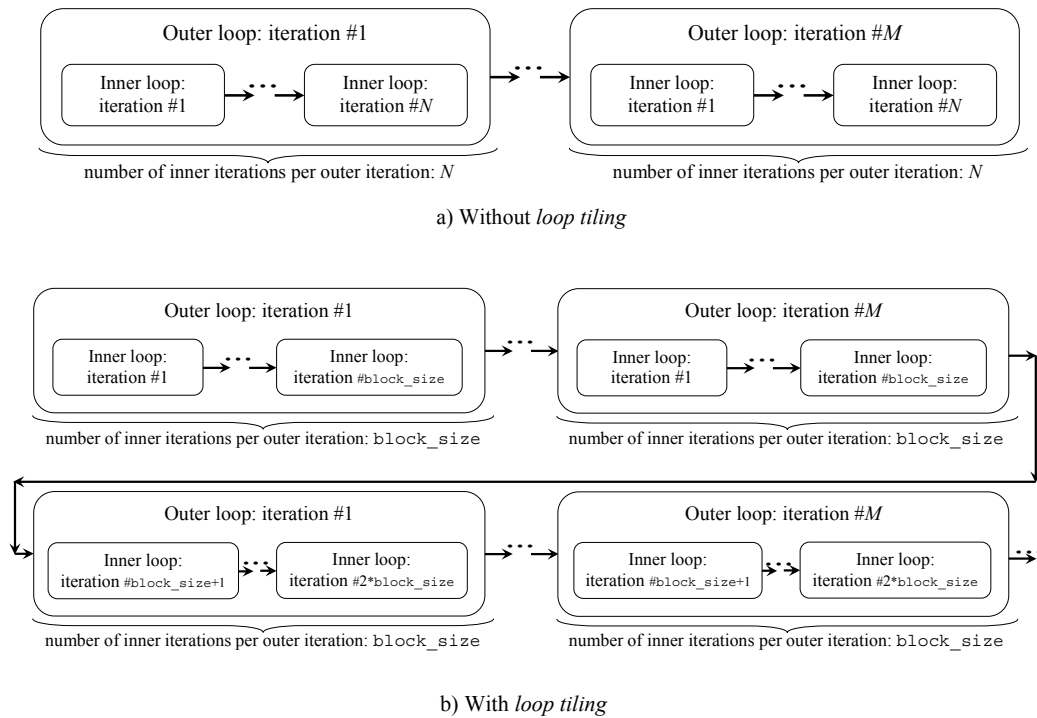 Outer loop: iteration #1
Inner loop:
iteration #1
...
Inner loop:
iteration #N
number of inner iterations per outer iteration: N
...
Outer loop: iteration #M
Inner loop:
iteration #1
...
Inner loop:
iteration #N
number of inner iterations per outer iteration: N
a) Without loop tiling
Outer loop: iteration #1
Inner loop:
iteration #1
...
Inner loop:
iteration #block_size
number of inner iterations per outer iteration: block_size
...
Outer loop: iteration #M
Inner loop:
iteration #1
...
Inner loop:
iteration #block_size
number of inner iterations per outer iteration: block_size
Outer loop: iteration #1
Inner loop:
iteration #block_size+1
...
Inner loop:
iteration #2*block_size
number of inner iterations per outer iteration: block_size
...
Outer loop: iteration #M
Inner loop:
iteration #block_size+1
...
Inner loop:
iteration #2*block_size
number of inner iterations per outer iteration: block_size
...
b) With loop tiling